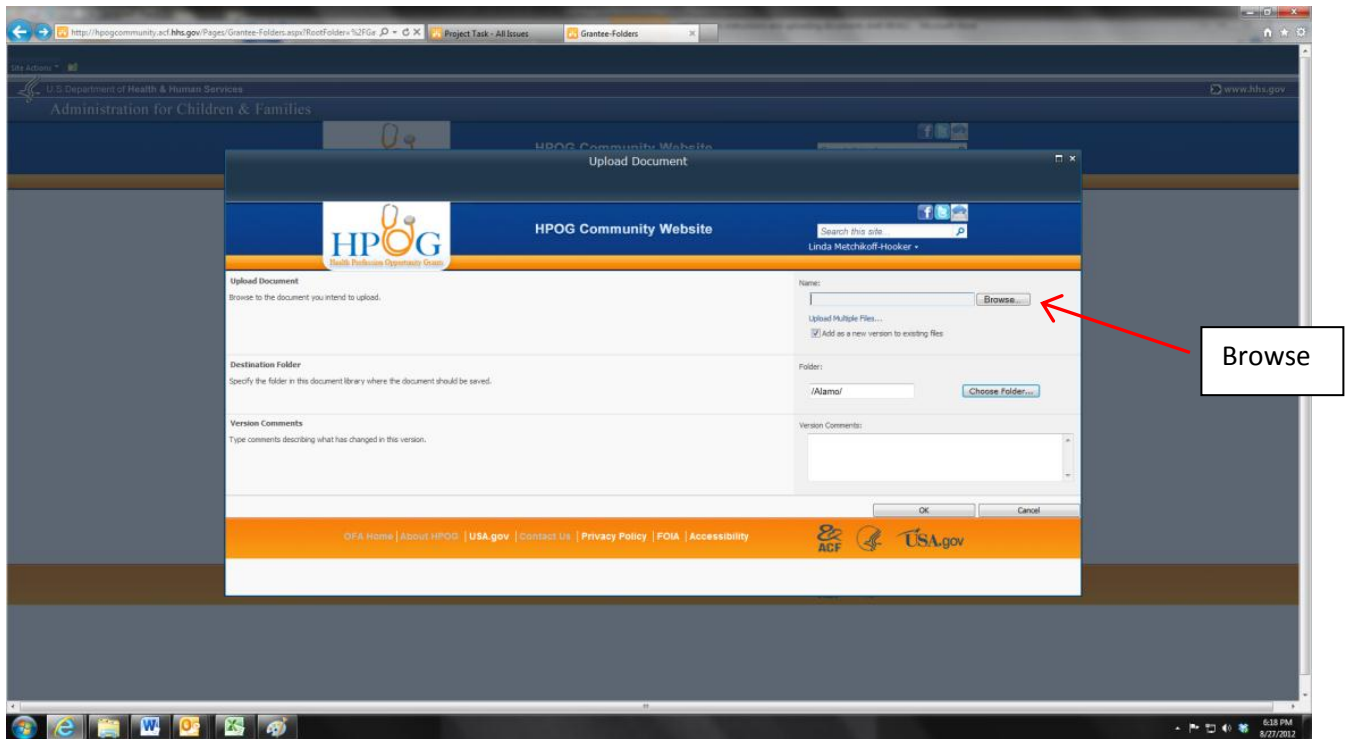 http://hpogcommunity.acf.hhs.gov/Pages/Grantee-Folders.aspx?RootFolder=%2FGr
Project Task - All Issues
Grantee-Folders
Site Actions
U.S. Department of Health & Human Services
www.hhs.gov
Administration for Children & Families
HPOG Community Website
Upload Document
HPOG
Health Profession Opportunity Grants
HPOG Community Website
Search this site...
Linda Metchikoff-Hooker
Upload Document
Browse to the document you intend to upload.
Name:
Browse...
Upload Multiple Files...
Add as a new version to existing files
Browse
Destination Folder
Specify the folder in this document library where the document should be saved.
Folder:
/Alamo/
Choose Folder...
Version Comments
Type comments describing what has changed in this version.
Version Comments:
OK Cancel
OFA Home | About HPOG | USA.gov | Contact Us | Privacy Policy | FOIA | Accessibility
ACF
USA.gov
6:18 PM
8/27/2012